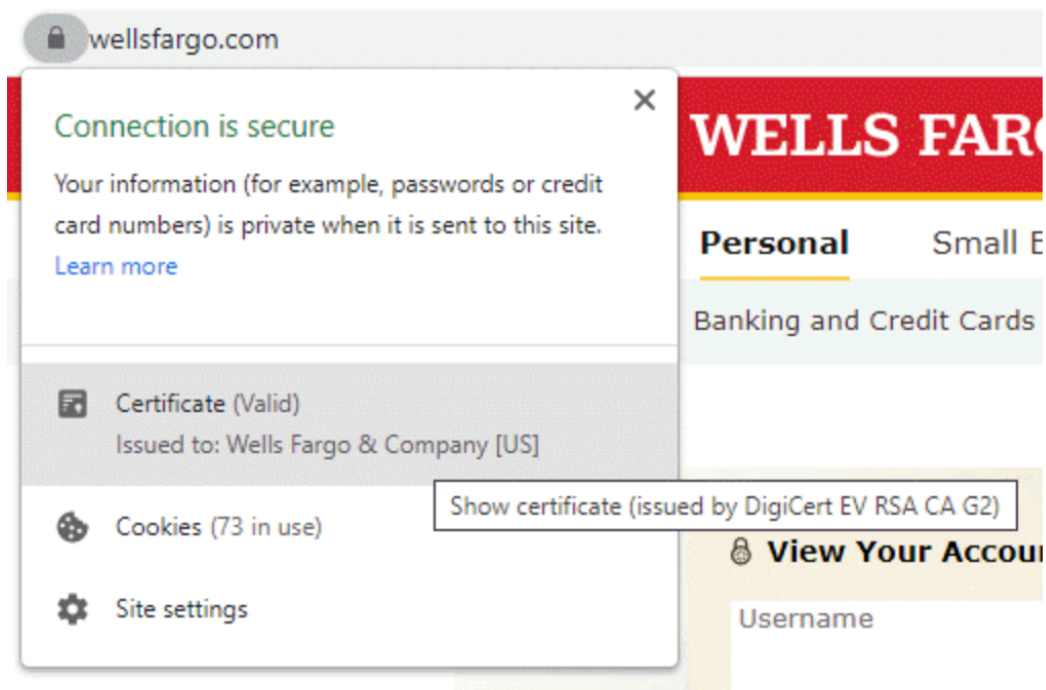 wellsfargo.com
Connection is secure
Your information (for example, passwords or credit
card numbers) is private when it is sent to this site.
Learn more
Certificate (Valid)
Issued to: Wells Fargo & Company [US]
Show certificate (issued by DigiCert EV RSA CA G2)
Cookies (73 in use)
Site settings
WELLS FARG
Personal Small
Banking and Credit Cards
View Your Accou
Username